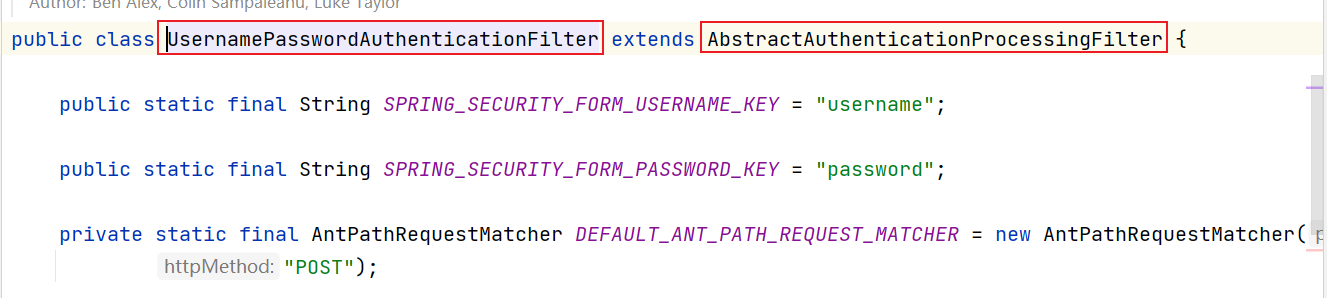 Author: Ben Alex, Colin Sampaleanu, Luke Taylor
public class UsernamePasswordAuthenticationFilter extends AbstractAuthenticationProcessingFilter {
public static final String SPRING_SECURITY_FORM_USERNAME_KEY = "username";
public static final String SPRING_SECURITY_FORM_PASSWORD_KEY = "password";
private static final AntPathRequestMatcher DEFAULT_ANT_PATH_REQUEST_MATCHER = new AntPathRequestMatcher(
httpMethod: "POST");